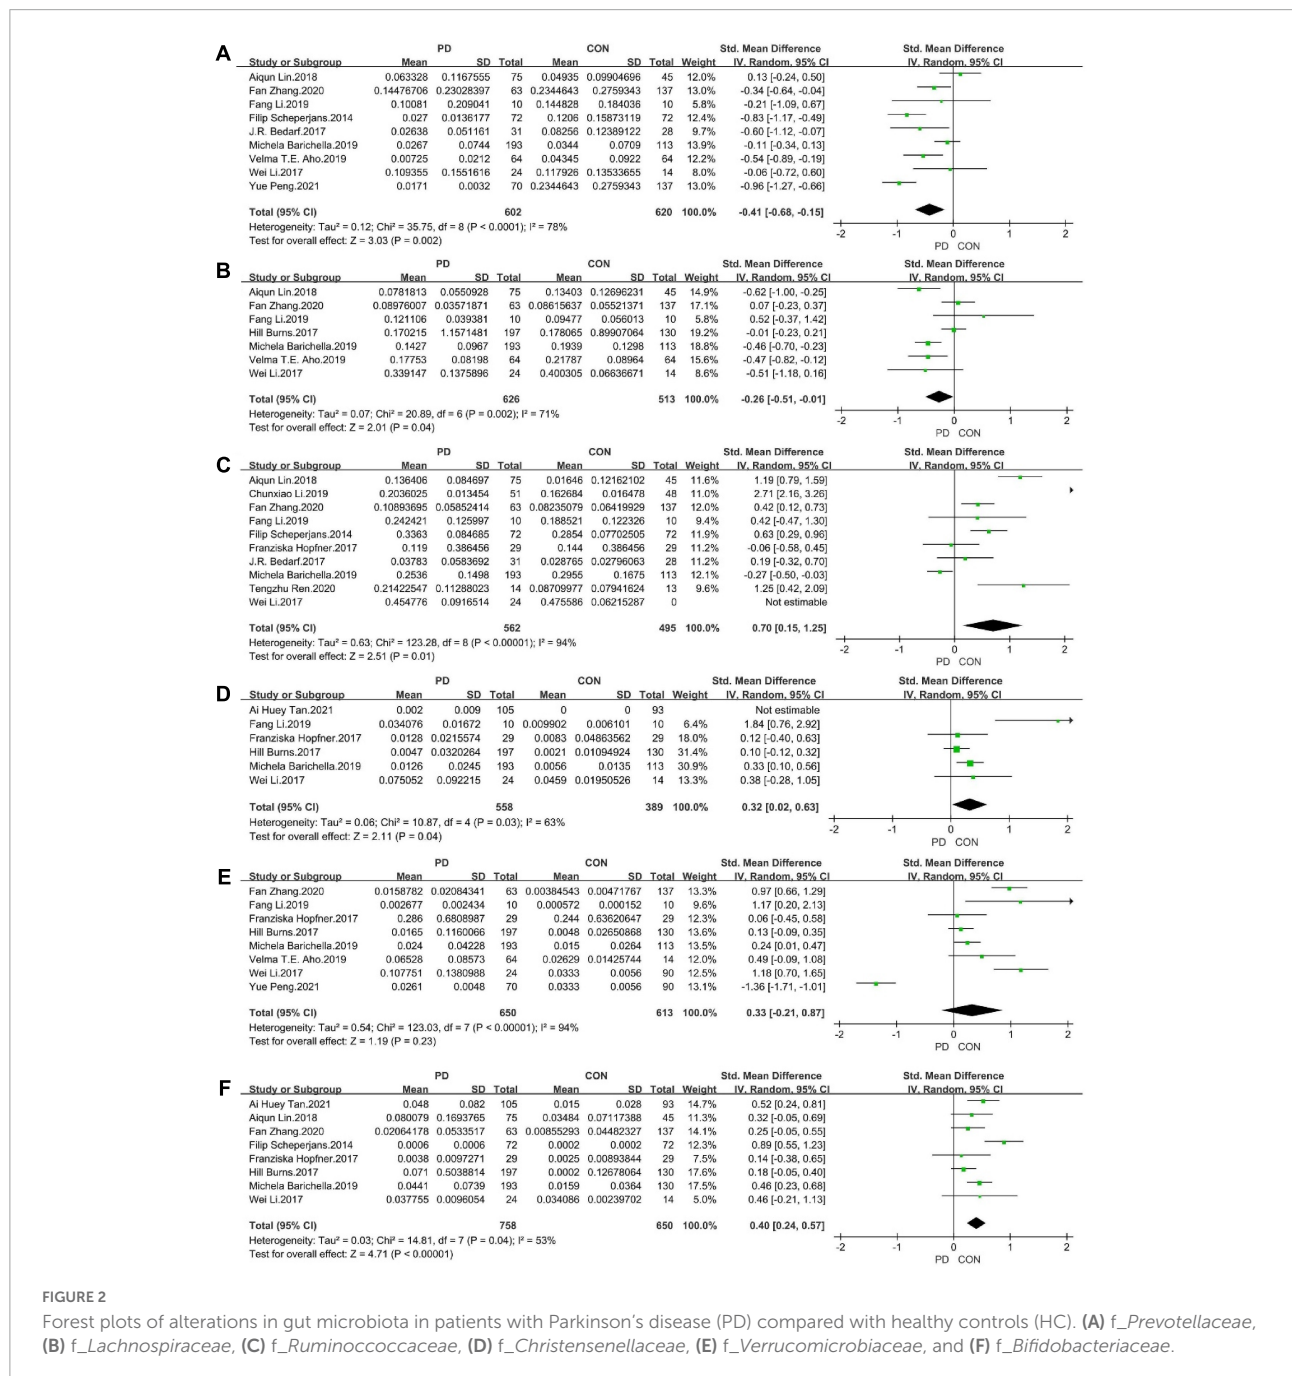 A
PD CON Std. Mean Difference Std. Mean Difference
Study or Subgroup Mean SD Total Mean SD Total Weight IV, Random, 95% CI IV, Random, 95% CI
Aiqun Lin.2018 0.063328 0.1167555 75 0.04935 0.09904696 45 12.0% 0.13 [-0.24, 0.50]
Fan Zhang.2020 0.14476706 0.23028397 63 0.2344643 0.2759343 137 13.0% -0.34 [-0.64, -0.04]
Fang Li.2019 0.10081 0.209041 10 0.144828 0.184036 10 5.8% -0.21 [-1.09, 0.67]
Filip Scheperjans.2014 0.027 0.0136177 72 0.1206 0.15873119 72 12.4% -0.83 [-1.17, -0.49]
J.R. Bedarf.2017 0.02638 0.051161 31 0.08256 0.12389122 28 9.7% -0.60 [-1.12, -0.07]
Michela Barichella.2019 0.0267 0.0744 193 0.0344 0.0709 113 13.9% -0.11 [-0.34, 0.13]
Velma T.E. Aho.2019 0.00725 0.0212 64 0.04345 0.0922 64 12.2% -0.54 [-0.89, -0.19]
Wei Li.2017 0.109355 0.1551616 24 0.117926 0.13533655 14 8.0% -0.06 [-0.72, 0.60]
Yue Peng.2021 0.0171 0.0032 70 0.2344643 0.2759343 137 13.0% -0.96 [-1.27, -0.66]
Total (95% CI) 602 620 100.0% -0.41 [-0.68, -0.15]
Heterogeneity: Tau² = 0.12; Chi² = 35.75, df = 8 (P < 0.0001); I² = 78%
Test for overall effect: Z = 3.03 (P = 0.002)
-2 -1 0 1 2
PD CON
B
PD CON Std. Mean Difference Std. Mean Difference
Study or Subgroup Mean SD Total Mean SD Total Weight IV, Random, 95% CI IV, Random, 95% CI
Aiqun Lin.2018 0.0781813 0.0550928 75 0.13403 0.12696231 45 14.9% -0.62 [-1.00, -0.25]
Fan Zhang.2020 0.08976007 0.03571871 63 0.08615637 0.05521371 137 17.1% 0.07 [-0.23, 0.37]
Fang Li.2019 0.121106 0.039381 10 0.09477 0.056013 10 5.8% 0.52 [-0.37, 1.42]
Hill Burns.2017 0.170215 1.1571481 197 0.178065 0.89907064 130 19.2% -0.01 [-0.23, 0.21]
Michela Barichella.2019 0.1427 0.0967 193 0.1939 0.1298 113 18.8% -0.46 [-0.70, -0.23]
Velma T.E. Aho.2019 0.17753 0.08198 64 0.21787 0.08964 64 15.6% -0.47 [-0.82, -0.12]
Wei Li.2017 0.339147 0.1375896 24 0.400305 0.06636671 14 8.6% -0.51 [-1.18, 0.16]
Total (95% CI) 626 513 100.0% -0.26 [-0.51, -0.01]
Heterogeneity: Tau² = 0.07; Chi² = 20.89, df = 6 (P = 0.002); I² = 71%
Test for overall effect: Z = 2.01 (P = 0.04)
-2 -1 0 1 2
PD CON
C
PD CON Std. Mean Difference Std. Mean Difference
Study or Subgroup Mean SD Total Mean SD Total Weight IV, Random, 95% CI IV, Random, 95% CI
Aiqun Lin.2018 0.136406 0.084697 75 0.01646 0.12162102 45 11.6% 1.19 [0.79, 1.59]
Chunxiao Li.2019 0.2036025 0.013454 51 0.162684 0.016478 48 11.0% 2.71 [2.16, 3.26]
Fan Zhang.2020 0.10893695 0.05852414 63 0.08235079 0.06419929 137 12.0% 0.42 [0.12, 0.73]
Fang Li.2019 0.242421 0.125997 10 0.188521 0.122326 10 9.4% 0.42 [-0.47, 1.30]
Filip Scheperjans.2014 0.3363 0.084685 72 0.2854 0.07702505 72 11.9% 0.63 [0.29, 0.96]
Franziska Hopfner.2017 0.119 0.386456 29 0.144 0.386456 29 11.2% -0.06 [-0.58, 0.45]
J.R. Bedarf.2017 0.03783 0.0583692 31 0.028765 0.02796063 28 11.2% 0.19 [-0.32, 0.70]
Michela Barichella.2019 0.2536 0.1498 193 0.2955 0.1675 113 12.1% -0.27 [-0.50, -0.03]
Tengzhu Ren.2020 0.21422547 0.11288023 14 0.08709977 0.07941624 13 9.6% 1.25 [0.42, 2.09]
Wei Li.2017 0.454776 0.0916514 24 0.475586 0.06215287 0 Not estimable
Total (95% CI) 562 495 100.0% 0.70 [0.15, 1.25]
Heterogeneity: Tau² = 0.63; Chi² = 123.28, df = 8 (P < 0.00001); I² = 94%
Test for overall effect: Z = 2.51 (P = 0.01)
-2 -1 0 1 2
PD CON
D
PD CON Std. Mean Difference Std. Mean Difference
Study or Subgroup Mean SD Total Mean SD Total Weight IV, Random, 95% CI IV, Random, 95% CI
Ai Huey Tan.2021 0.002 0.009 105 0 0 93 Not estimable
Fang Li.2019 0.034076 0.01672 10 0.009902 0.006101 10 6.4% 1.84 [0.76, 2.92]
Franziska Hopfner.2017 0.0128 0.0215574 29 0.0083 0.04863562 29 18.0% 0.12 [-0.40, 0.63]
Hill Burns.2017 0.0047 0.0320264 197 0.0021 0.01094924 130 31.4% 0.10 [-0.12, 0.32]
Michela Barichella.2019 0.0126 0.0245 193 0.0056 0.0135 113 30.9% 0.33 [0.10, 0.56]
Wei Li.2017 0.075052 0.092215 24 0.0459 0.01950526 14 13.3% 0.38 [-0.28, 1.05]
Total (95% CI) 558 389 100.0% 0.32 [0.02, 0.63]
Heterogeneity: Tau² = 0.06; Chi² = 10.87, df = 4 (P = 0.03); I² = 63%
Test for overall effect: Z = 2.11 (P = 0.04)
-2 -1 0 1 2
PD CON
E
PD CON Std. Mean Difference Std. Mean Difference
Study or Subgroup Mean SD Total Mean SD Total Weight IV, Random, 95% CI IV, Random, 95% CI
Fan Zhang.2020 0.0158782 0.02084341 63 0.00384543 0.00471767 137 13.3% 0.97 [0.66, 1.29]
Fang Li.2019 0.002677 0.002434 10 0.000572 0.000152 10 9.6% 1.17 [0.20, 2.13]
Franziska Hopfner.2017 0.286 0.6808987 29 0.244 0.63620647 29 12.3% 0.06 [-0.45, 0.58]
Hill Burns.2017 0.0165 0.1160066 197 0.0048 0.02650868 130 13.6% 0.13 [-0.09, 0.35]
Michela Barichella.2019 0.024 0.04228 193 0.015 0.0264 113 13.5% 0.24 [0.01, 0.47]
Velma T.E. Aho.2019 0.06528 0.08573 64 0.02629 0.01425744 14 12.0% 0.49 [-0.09, 1.08]
Wei Li.2017 0.107751 0.1380988 24 0.0333 0.0056 90 12.5% 1.18 [0.70, 1.65]
Yue Peng.2021 0.0261 0.0048 70 0.0333 0.0056 90 13.1% -1.36 [-1.71, -1.01]
Total (95% CI) 650 613 100.0% 0.33 [-0.21, 0.87]
Heterogeneity: Tau² = 0.54; Chi² = 123.03, df = 7 (P < 0.00001); I² = 94%
Test for overall effect: Z = 1.19 (P = 0.23)
-2 -1 0 1 2
PD CON
F
PD CON Std. Mean Difference Std. Mean Difference
Study or Subgroup Mean SD Total Mean SD Total Weight IV, Random, 95% CI IV, Random, 95% CI
Ai Huey Tan.2021 0.048 0.082 105 0.015 0.028 93 14.7% 0.52 [0.24, 0.81]
Aiqun Lin.2018 0.080079 0.1693765 75 0.03484 0.07117388 45 11.3% 0.32 [-0.05, 0.69]
Fan Zhang.2020 0.02064178 0.0533517 63 0.00855293 0.04482327 137 14.1% 0.25 [-0.05, 0.55]
Filip Scheperjans.2014 0.0006 0.0006 72 0.0002 0.0002 72 12.3% 0.89 [0.55, 1.23]
Franziska Hopfner.2017 0.0038 0.0097271 29 0.0025 0.00893844 29 7.5% 0.14 [-0.38, 0.65]
Hill Burns.2017 0.071 0.5038814 197 0.0002 0.12678064 130 17.6% 0.18 [-0.05, 0.40]
Michela Barichella.2019 0.0441 0.0739 193 0.0159 0.0364 130 17.5% 0.46 [0.23, 0.68]
Wei Li.2017 0.037755 0.0096054 24 0.034086 0.00239702 14 5.0% 0.46 [-0.21, 1.13]
Total (95% CI) 758 650 100.0% 0.40 [0.24, 0.57]
Heterogeneity: Tau² = 0.03; Chi² = 14.81, df = 7 (P = 0.04); I² = 53%
Test for overall effect: Z = 4.71 (P < 0.00001)
-2 -1 0 1 2
PD CON
FIGURE 2
Forest plots of alterations in gut microbiota in patients with Parkinson's disease (PD) compared with healthy controls (HC). (A) f_Prevotellaceae,
(B) f_Lachnospiraceae, (C) f_Ruminoccoccaceae, (D) f_Christensenellaceae, (E) f_Verrucomicrobiaceae, and (F) f_Bifidobacteriaceae.